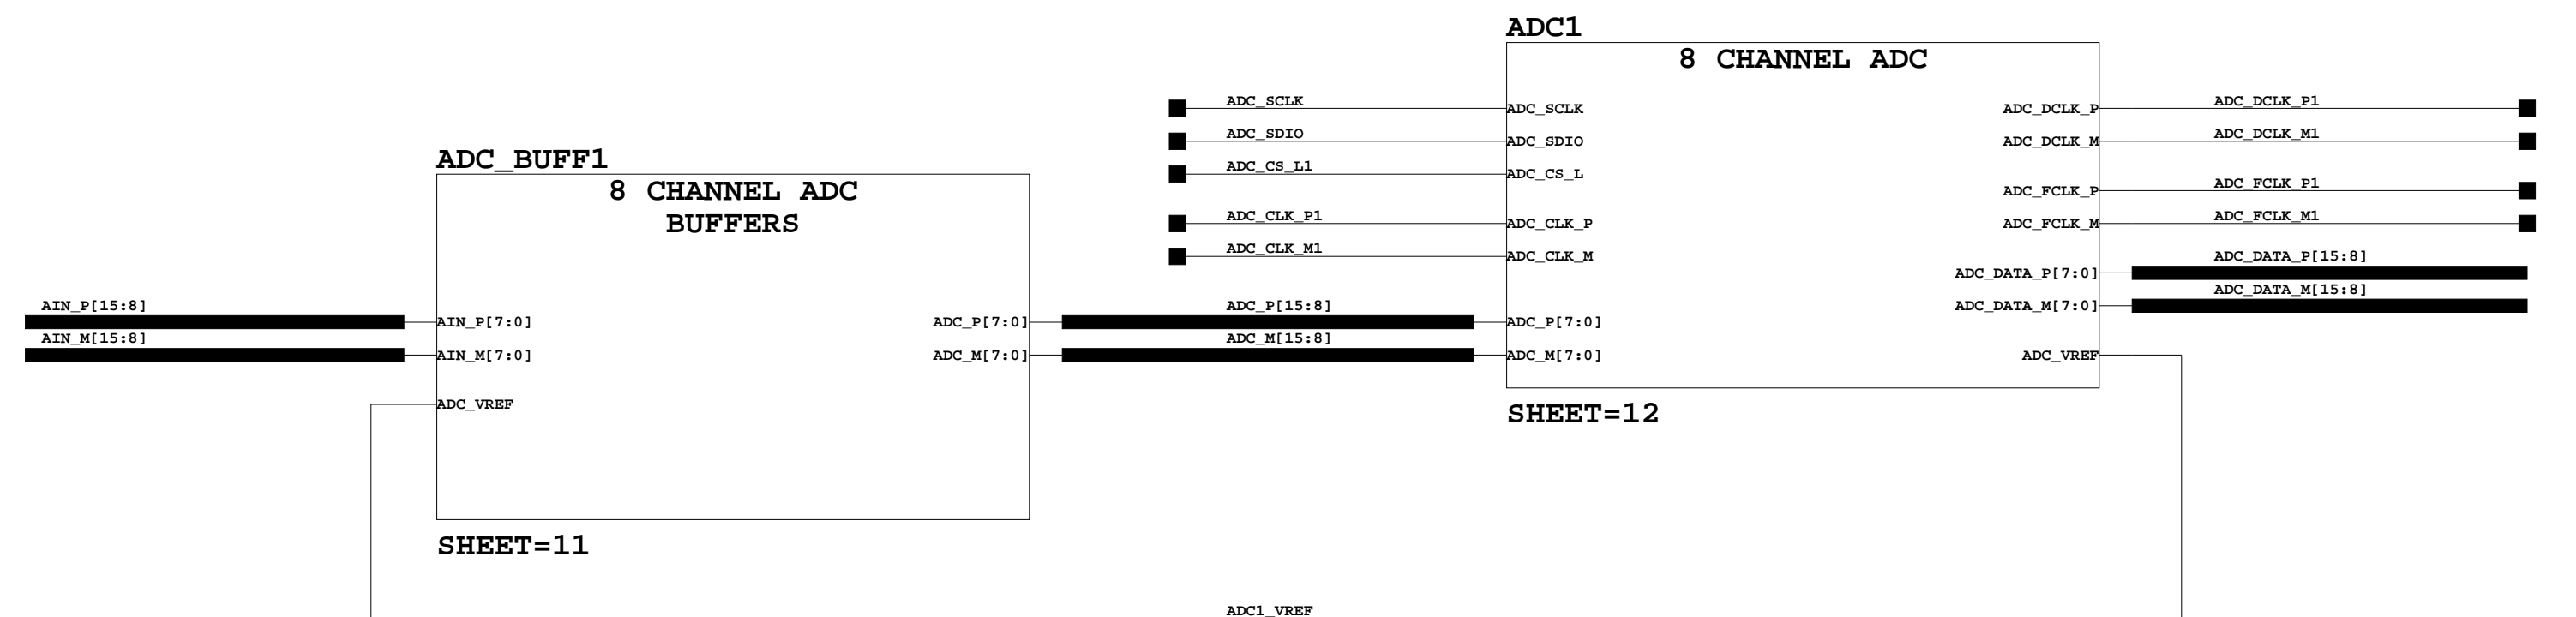 ADC1
8 CHANNEL ADC
ADC_SCLK
ADC_SCLK
ADC_DCLK_P
ADC_DCLK_P1
ADC_SDIO
ADC_SDIO
ADC_DCLK_M
ADC_DCLK_M1
ADC_CS_L1
ADC_CS_L
ADC_FCLK_P
ADC_FCLK_P1
ADC_CLK_P1
ADC_CLK_P
ADC_FCLK_M
ADC_FCLK_M1
ADC_CLK_M1
ADC_CLK_M
ADC_DATA_P[7:0]
ADC_DATA_P[15:8]
ADC_DATA_M[7:0]
ADC_DATA_M[15:8]
ADC_P[15:8]
ADC_P[7:0]
ADC_M[15:8]
ADC_M[7:0]
ADC_VREF
SHEET=12
ADC_BUFF1
8 CHANNEL ADC
BUFFERS
AIN_P[15:8]
AIN_P[7:0]
ADC_P[7:0]
AIN_M[15:8]
AIN_M[7:0]
ADC_M[7:0]
ADC_VREF
SHEET=11
ADC1_VREF